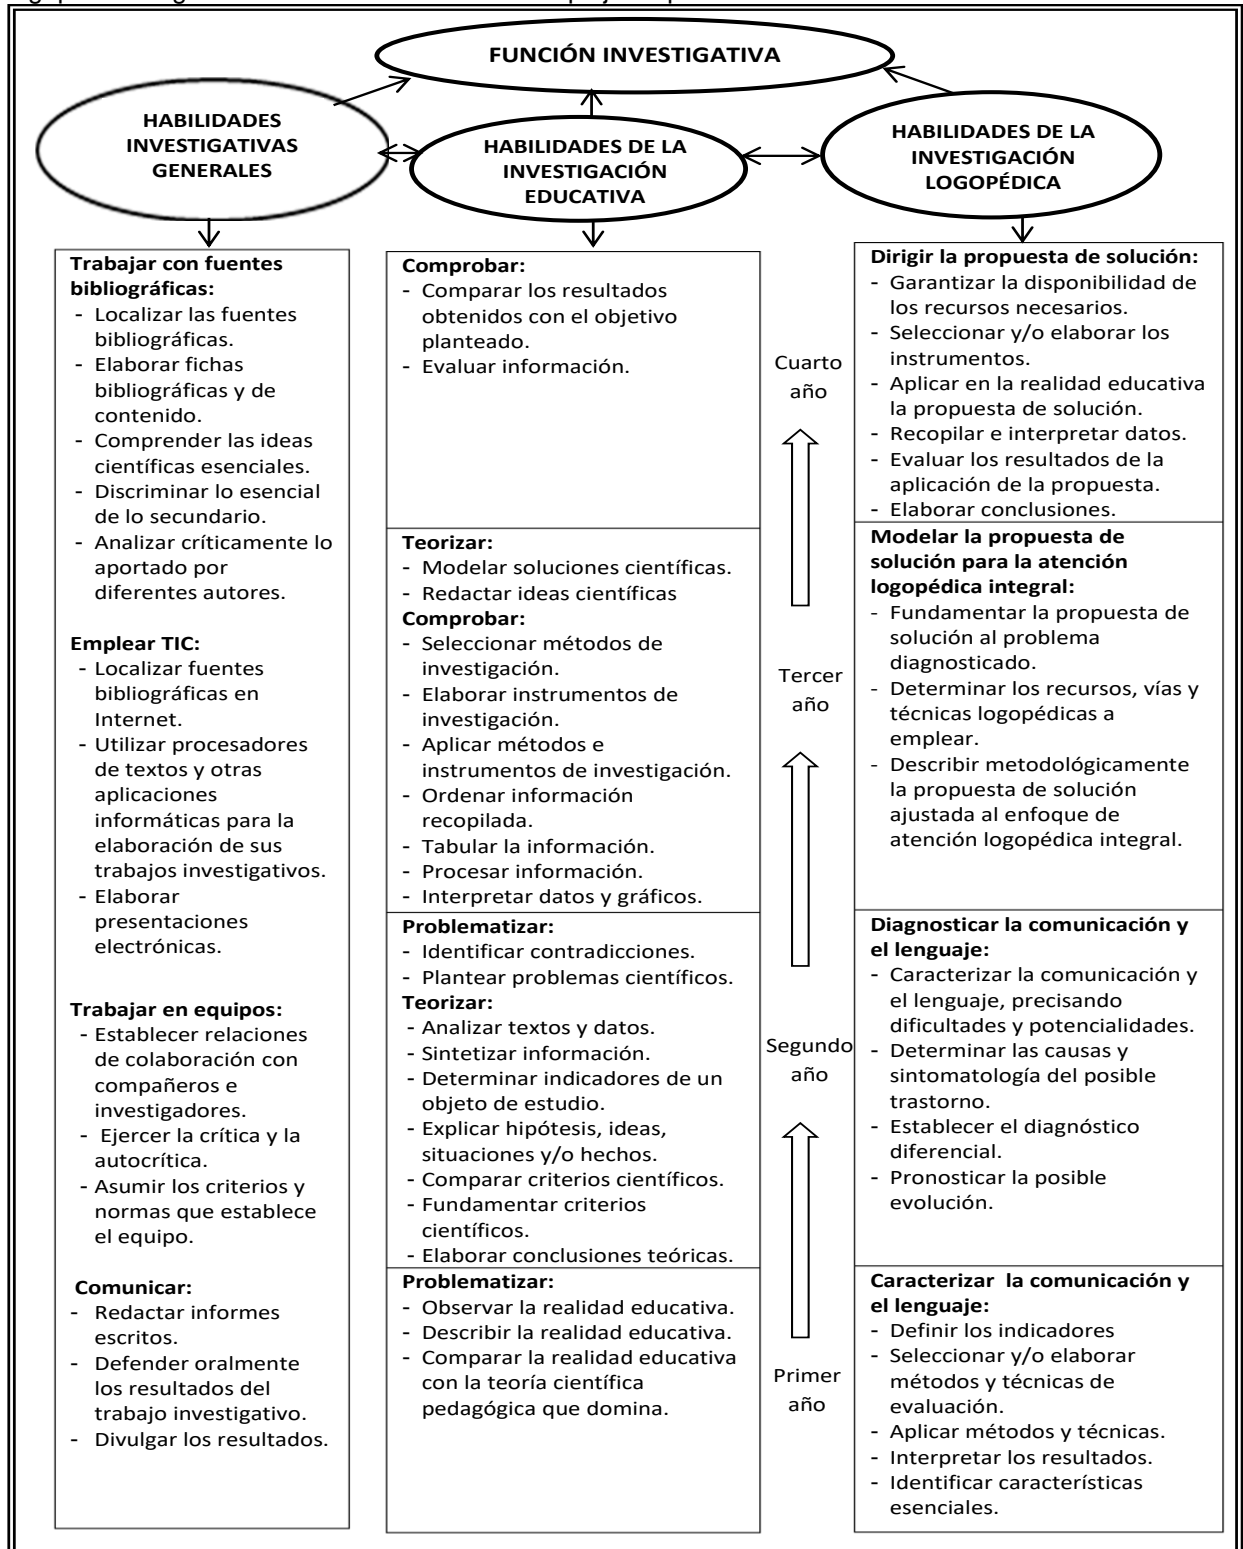 FUNCIÓN INVESTIGATIVA
HABILIDADES
INVESTIGATIVAS
GENERALES
HABILIDADES DE LA
INVESTIGACIÓN
EDUCATIVA
HABILIDADES DE LA
INVESTIGACIÓN
LOGOPÉDICA
Trabajar con fuentes
bibliográficas:
- Localizar las fuentes
bibliográficas.
- Elaborar fichas
bibliográficas y de
contenido.
- Comprender las ideas
científicas esenciales.
- Discriminar lo esencial
de lo secundario.
- Analizar críticamente lo
aportado por
diferentes autores.
Emplear TIC:
- Localizar fuentes
bibliográficas en
Internet.
- Utilizar procesadores
de textos y otras
aplicaciones
informáticas para la
elaboración de sus
trabajos investigativos.
- Elaborar
presentaciones
electrónicas.
Trabajar en equipos:
- Establecer relaciones
de colaboración con
compañeros e
investigadores.
- Ejercer la crítica y la
autocrítica.
- Asumir los criterios y
normas que establece
el equipo.
Comunicar:
- Redactar informes
escritos.
- Defender oralmente
los resultados del
trabajo investigativo.
- Divulgar los resultados.
Comprobar:
- Comparar los resultados
obtenidos con el objetivo
planteado.
- Evaluar información.
Teorizar:
- Modelar soluciones científicas.
- Redactar ideas científicas
Comprobar:
- Seleccionar métodos de
investigación.
- Elaborar instrumentos de
investigación.
- Aplicar métodos e
instrumentos de investigación.
- Ordenar información
recopilada.
- Tabular la información.
- Procesar información.
- Interpretar datos y gráficos.
Problematizar:
- Identificar contradicciones.
- Plantear problemas científicos.
Teorizar:
- Analizar textos y datos.
- Sintetizar información.
- Determinar indicadores de un
objeto de estudio.
- Explicar hipótesis, ideas,
situaciones y/o hechos.
- Comparar criterios científicos.
- Fundamentar criterios
científicos.
- Elaborar conclusiones teóricas.
Problematizar:
- Observar la realidad educativa.
- Describir la realidad educativa.
- Comparar la realidad educativa
con la teoría científica
pedagógica que domina.
Cuarto
año
Tercer
año
Segundo
año
Primer
año
Dirigir la propuesta de solución:
- Garantizar la disponibilidad de
los recursos necesarios.
- Seleccionar y/o elaborar los
instrumentos.
- Aplicar en la realidad educativa
la propuesta de solución.
- Recopilar e interpretar datos.
- Evaluar los resultados de la
aplicación de la propuesta.
- Elaborar conclusiones.
Modelar la propuesta de
solución para la atención
logopédica integral:
- Fundamentar la propuesta de
solución al problema
diagnosticado.
- Determinar los recursos, vías y
técnicas logopédicas a
emplear.
- Describir metodológicamente
la propuesta de solución
ajustada al enfoque de
atención logopédica integral.
Diagnosticar la comunicación y
el lenguaje:
- Caracterizar la comunicación y
el lenguaje, precisando
dificultades y potencialidades.
- Determinar las causas y
sintomatología del posible
trastorno.
- Establecer el diagnóstico
diferencial.
- Pronosticar la posible
evolución.
Caracterizar la comunicación y
el lenguaje:
- Definir los indicadores
- Seleccionar y/o elaborar
métodos y técnicas de
evaluación.
- Aplicar métodos y técnicas.
- Interpretar los resultados.
- Identificar características
esenciales.